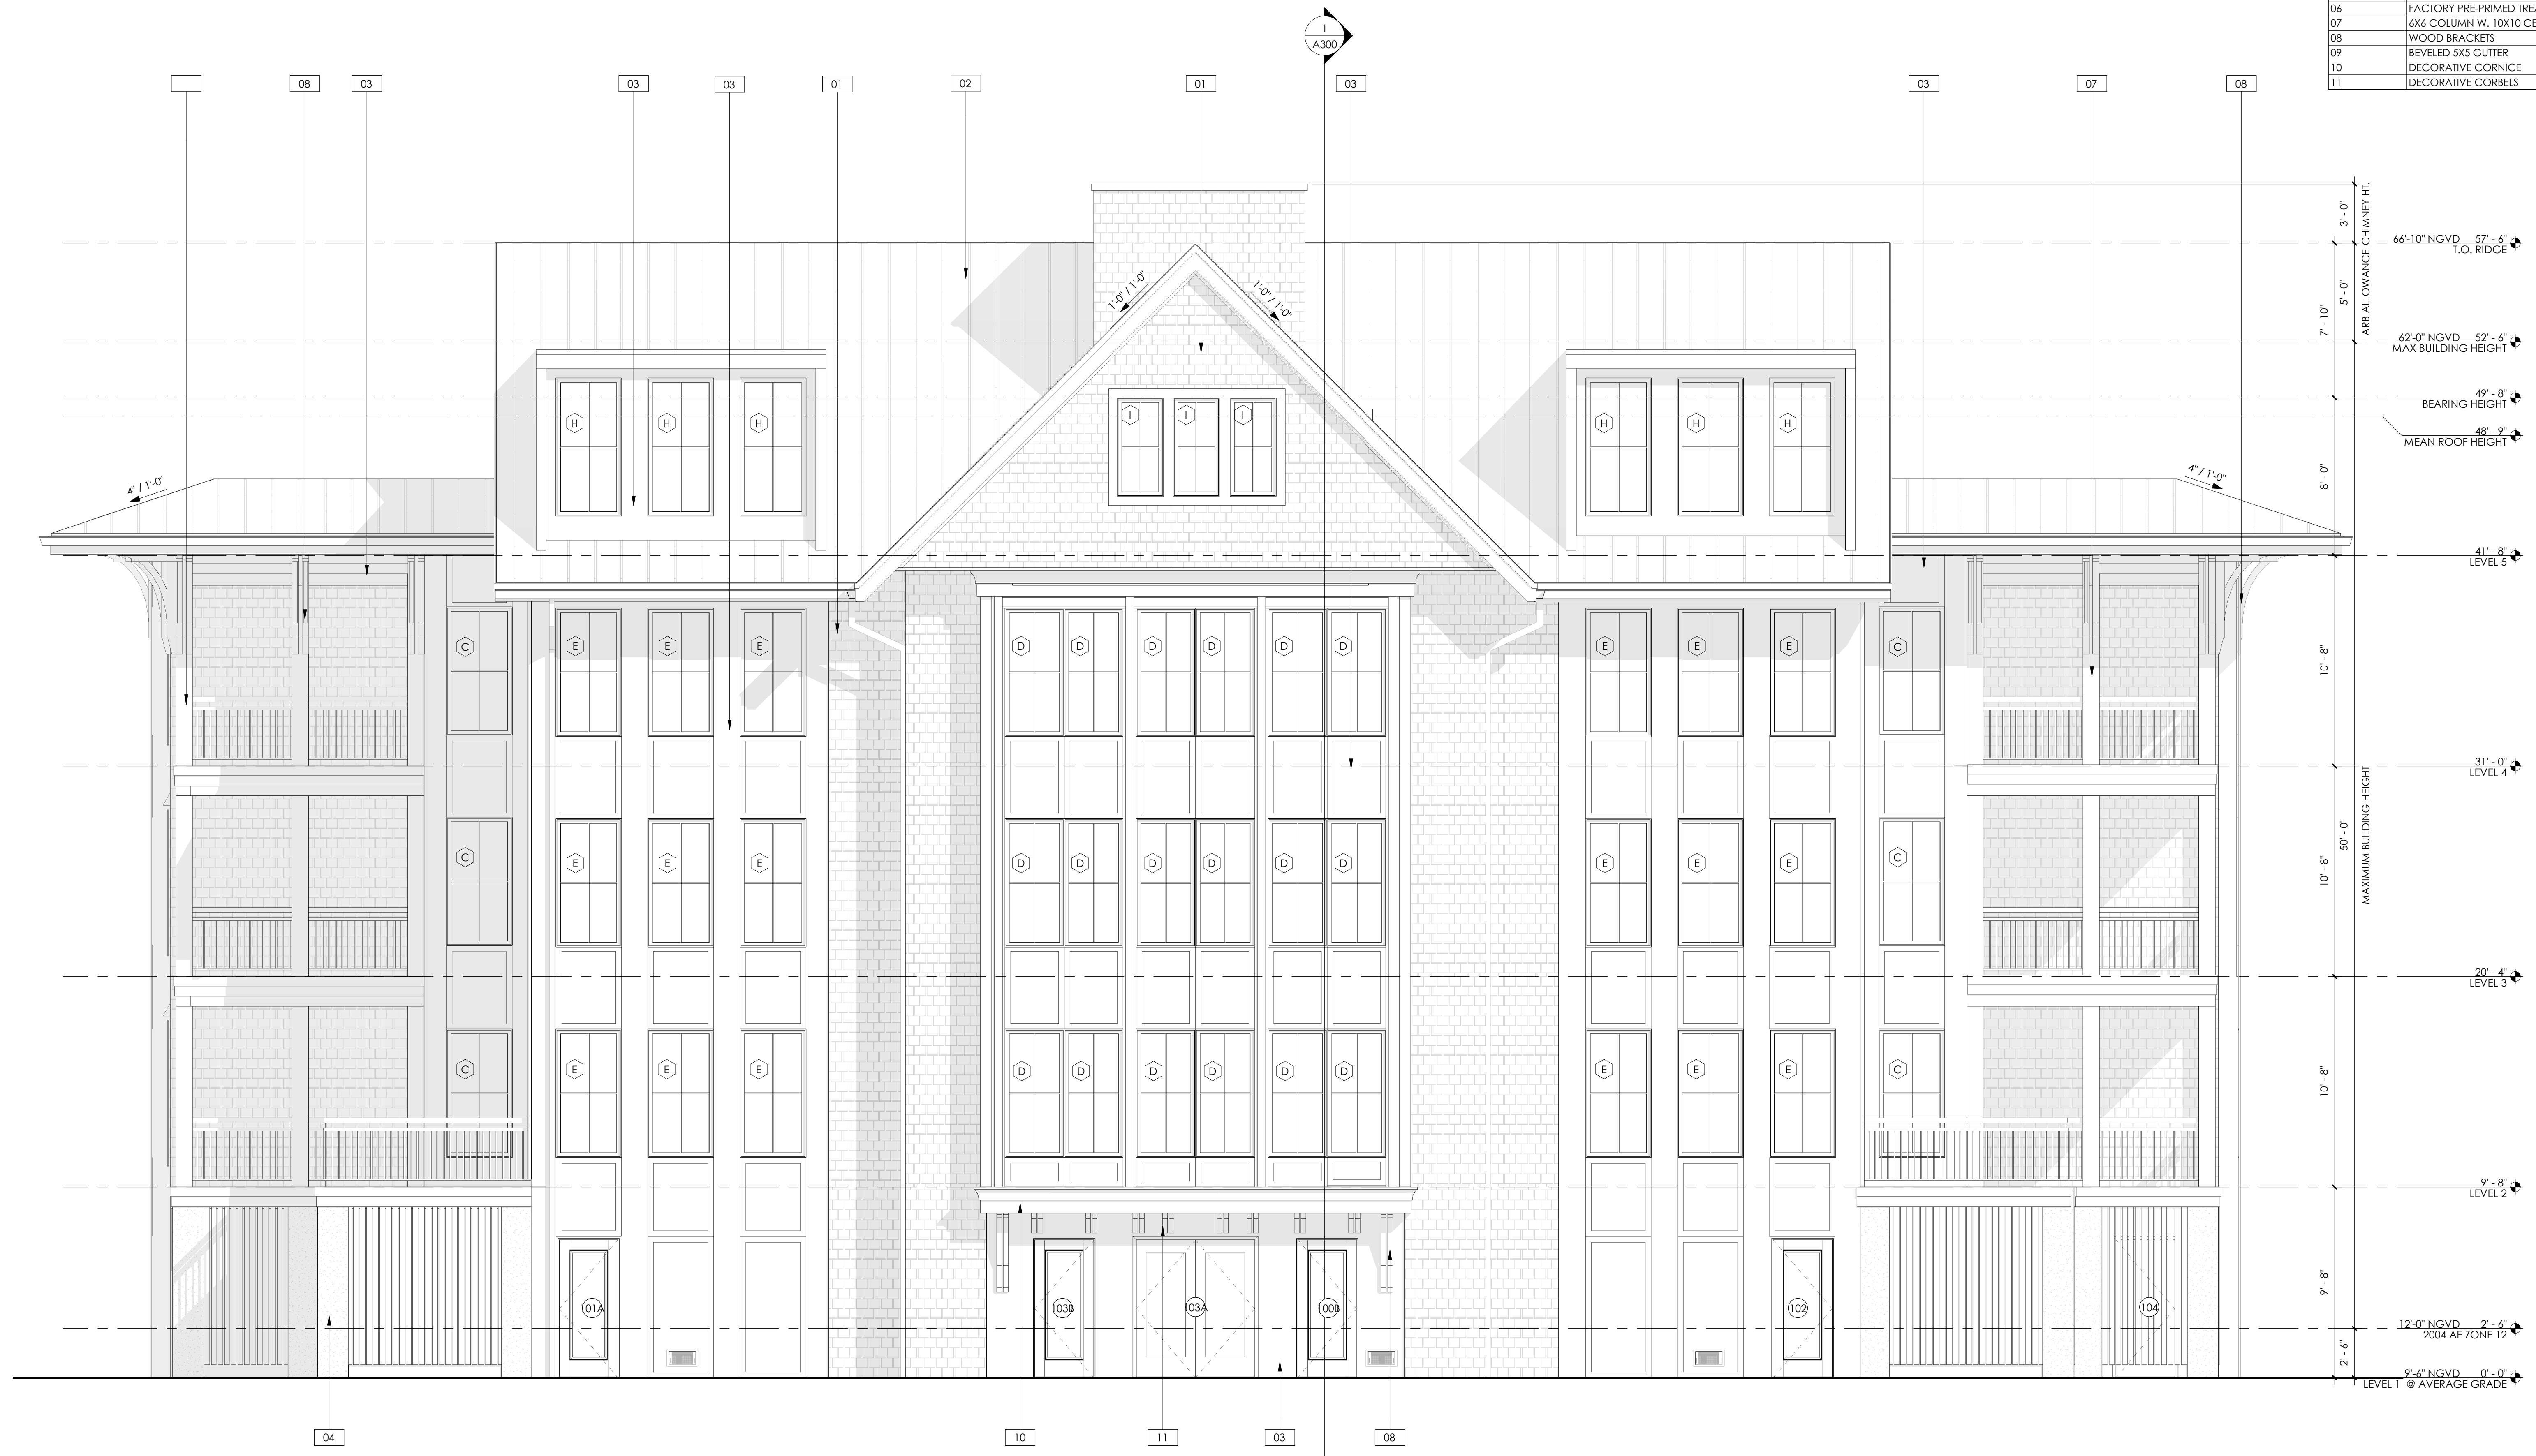 06 FACTORY PRE-PRIMED
07 6X6 COLUMN W. 10X10
08 WOOD BRACKETS
09 BEVELED 5X5 GUTTER
10 DECORATIVE CORNICE
11 DECORATIVE CORBELS
1
A300
08 03 03 03 01 02 01 03 03 07 08
ARB ALLOWANCE CHIMNEY HT.
3' - 0"
5' - 0"
7' - 10"
8' - 0"
66'-10" NGVD 57' - 6"
T.O. RIDGE
62'-0" NGVD 52' - 6"
MAX BUILDING HEIGHT
49' - 8"
BEARING HEIGHT
48' - 9"
MEAN ROOF HEIGHT
1'-0" / 1'-0" 1'-0" / 1'-0"
I I I
H H H H H H
4" / 1'-0" 4" / 1'-0"
41' - 8"
LEVEL 5
C E E E D D D D D D E E E C
10' - 8"
31' - 0"
LEVEL 4
MAXIMUM BUILDING HEIGHT
50' - 0"
C E E E D D D D D D E E E C
10' - 8"
20' - 4"
LEVEL 3
C E E E D D D D D D E E E C
10' - 8"
9' - 8"
LEVEL 2
9' - 8"
101A 103B 103A 100B 102 104
12'-0" NGVD 2' - 6"
2004 AE ZONE 12
2' - 6"
9'-6" NGVD 0' - 0"
LEVEL 1 @ AVERAGE GRADE
04 10 11 03 08